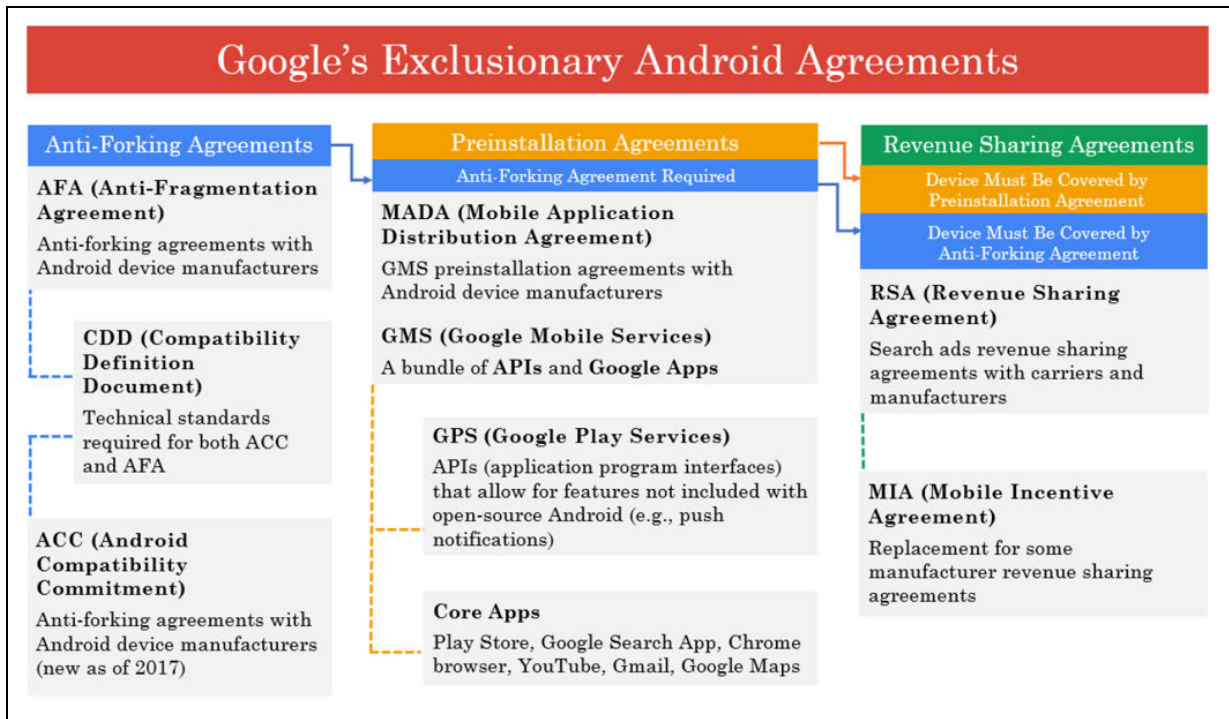 Google’s Exclusionary Android Agreements
Anti-Forking Agreements
AFA (Anti-Fragmentation
Agreement)
Anti-forking agreements with
Android device manufacturers
CDD (Compatibility
Definition
Document)
Technical standards
required for both ACC
and AFA
ACC (Android
Compatibility
Commitment)
Anti-forking agreements with
Android device manufacturers
(new as of 2017)
Preinstallation Agreements
Anti-Forking Agreement Required
MADA (Mobile Application
Distribution Agreement)
GMS preinstallation agreements with
Android device manufacturers
GMS (Google Mobile Services)
A bundle of APIs and Google Apps
GPS (Google Play Services)
APIs (application program interfaces)
that allow for features not included with
open-source Android (e.g., push
notifications)
Core Apps
Play Store, Google Search App, Chrome
browser, YouTube, Gmail, Google Maps
Revenue Sharing Agreements
Device Must Be Covered by
Preinstallation Agreement
Device Must Be Covered by
Anti-Forking Agreement
RSA (Revenue Sharing
Agreement)
Search ads revenue sharing
agreements with carriers and
manufacturers
MIA (Mobile Incentive
Agreement)
Replacement for some
manufacturer revenue sharing
agreements